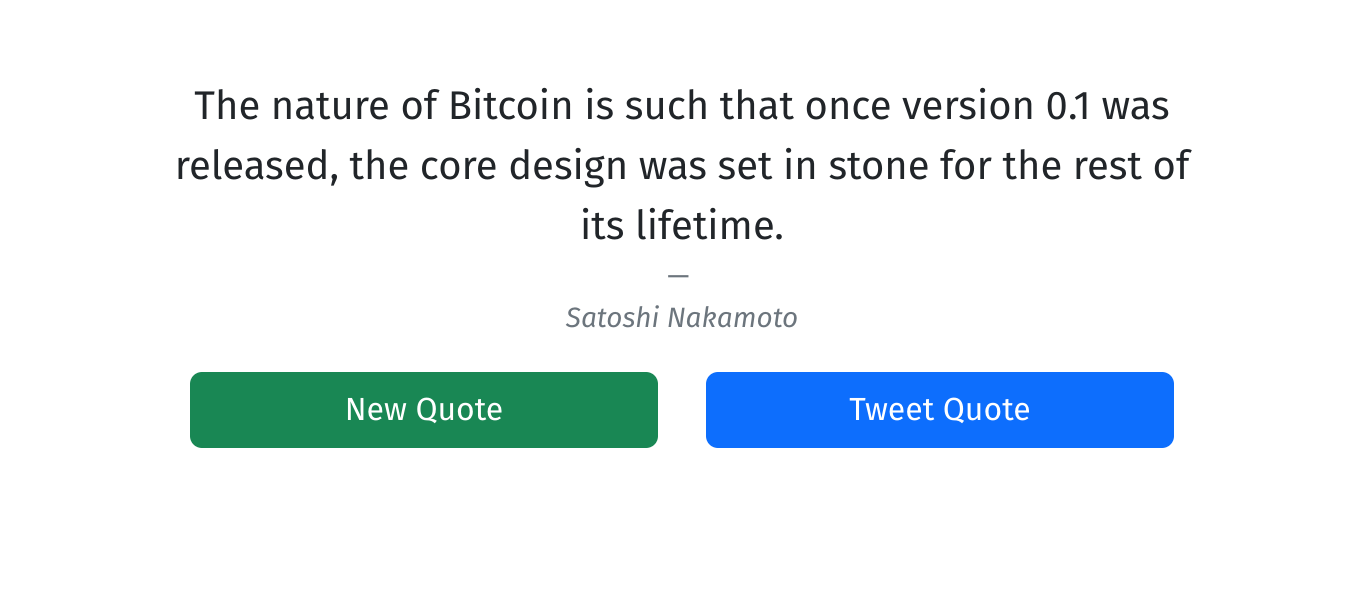 The nature of Bitcoin is such that once version 0.1 was
released, the core design was set in stone for the rest of
its lifetime.
—
Satoshi Nakamoto
New Quote
Tweet Quote